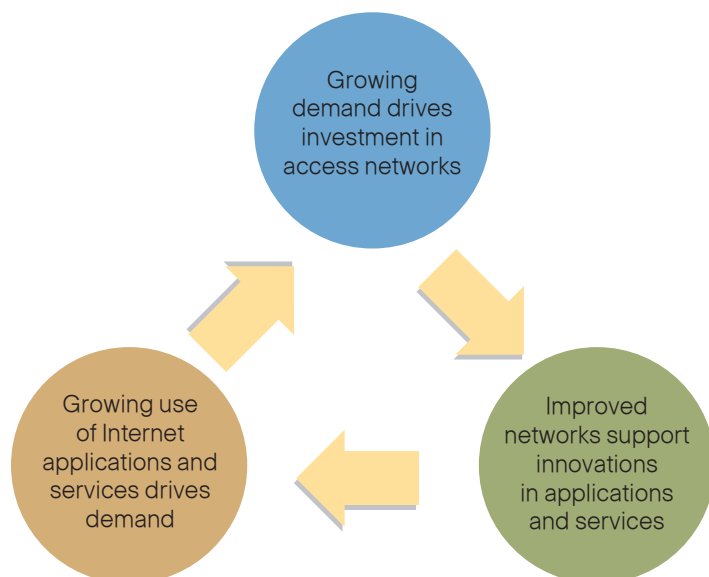 Growing
demand drives
investment in
access networks
Growing use
of Internet
applications and
services drives
demand
Improved
networks support
innovations
in applications
and services